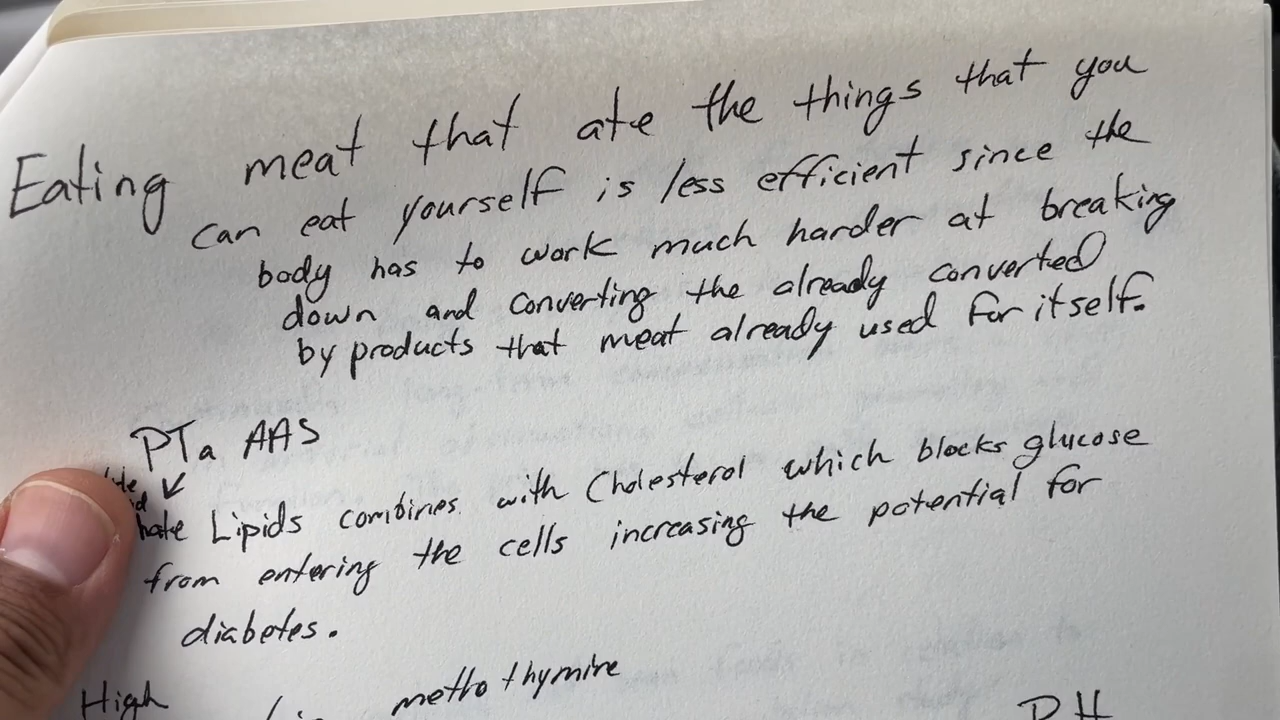 Eating meat that ate the things that you
can eat yourself is less efficient since the
body has to work much harder at breaking
down and converting the already converted
by products that meat already used for itself.
PTa AAS
Lipids combines with Cholesterol which blocks glucose
from entering the cells increasing the potential for
diabetes.
High metho thymine
PH